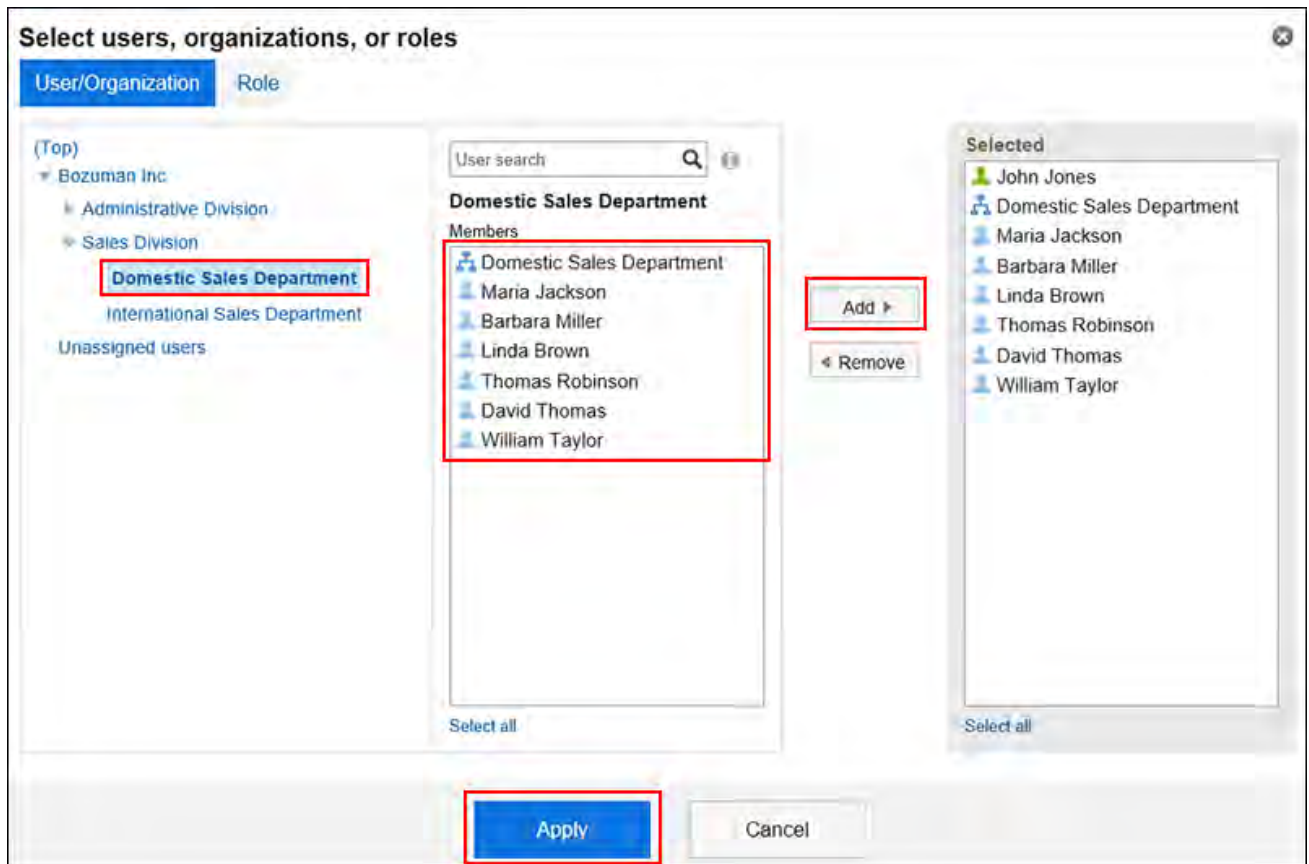 Select users, organizations, or roles
User/Organization
Role
(Top)
Bozuman Inc
Administrative Division
Sales Division
Domestic Sales Department
International Sales Department
Unassigned users
User search
Domestic Sales Department
Members
Domestic Sales Department
Maria Jackson
Barbara Miller
Linda Brown
Thomas Robinson
David Thomas
William Taylor
Select all
Add
Remove
Selected
John Jones
Domestic Sales Department
Maria Jackson
Barbara Miller
Linda Brown
Thomas Robinson
David Thomas
William Taylor
Select all
Apply
Cancel